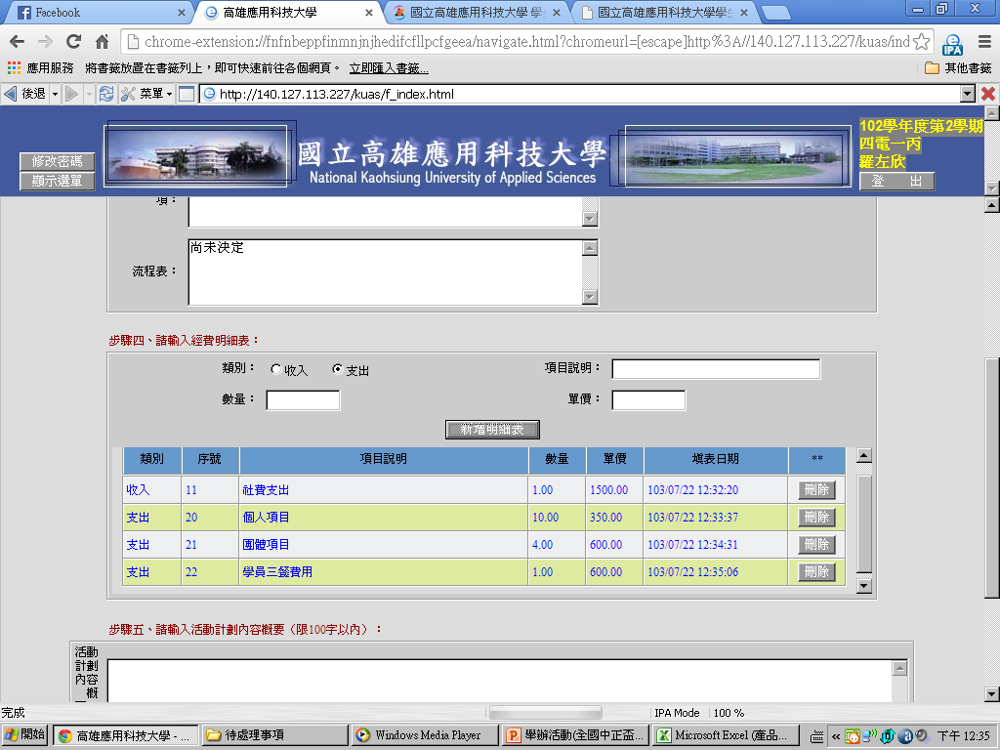 Facebook
高雄應用科技大學
國立高雄應用科技大學 學
國立高雄應用科技大學學生
chrome-extension://fnfnbeppfinmnjnjhedifcfllpcfgeea/navigate.html?chromeurl=[escape]http%3A//140.127.113.227/kuas/ind
IPA
應用服務 將書籤放置在書籤列上，即可快速前往各個網頁。 立即匯入書籤...
其他書籤
後退
菜單
http://140.127.113.227/kuas/f_index.html
修改密碼
顯示選單
國立高雄應用科技大學
National Kaohsiung University of Applied Sciences
102學年度第2學期
四電一丙
羅左欣
登 出
項：
流程表：
尚未決定
步驟四、請輸入經費明細表：
類別： 收入 支出 項目說明：
數量： 單價：
新增明細表
類別 序號 項目說明 數量 單價 填表日期 **
收入 11 社費支出 1.00 1500.00 103/07/22 12:32:20 刪除
支出 20 個人項目 10.00 350.00 103/07/22 12:33:37 刪除
支出 21 團體項目 4.00 600.00 103/07/22 12:34:31 刪除
支出 22 學員三餐費用 1.00 600.00 103/07/22 12:35:06 刪除
步驟五、請輸入活動計劃內容概要（限100字以內）：
活動
計劃
內容
概
完成
IPA Mode 100 %
開始
高雄應用科技大學 - ...
待處理事項
Windows Media Player
舉辦活動(全國中正盃...
Microsoft Excel (產品...
下午 12:35